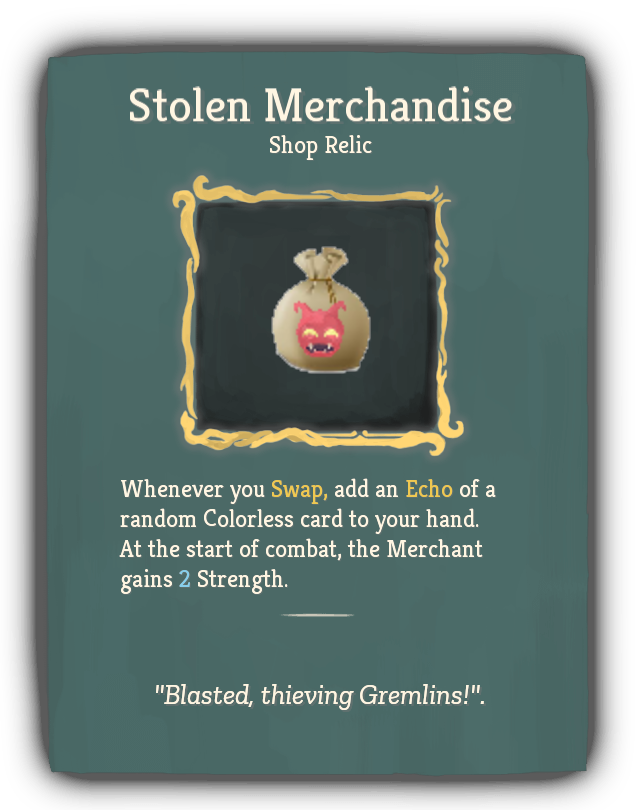 Stolen Merchandise
Shop Relic
Whenever you Swap, add an Echo of a
random Colorless card to your hand.
At the start of combat, the Merchant
gains 2 Strength.
"Blasted, thieving Gremlins!".